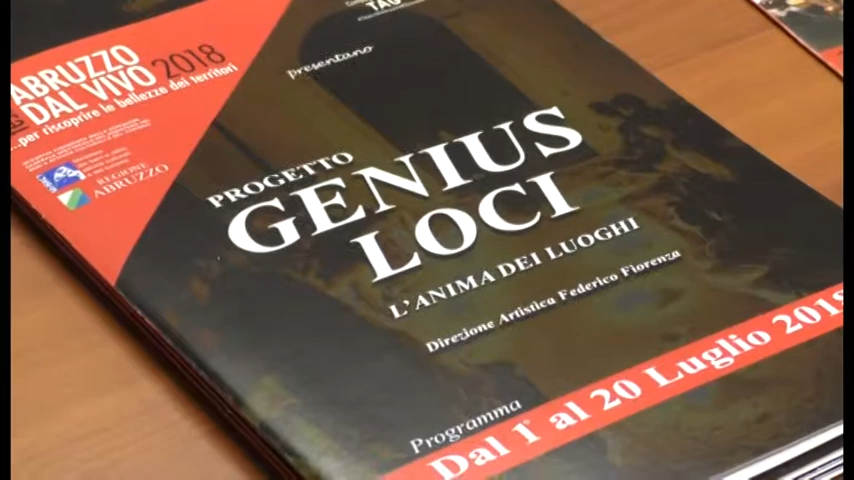 TAG
presentano
ABRUZZO
DAL VIVO 2018
...per riscoprire le bellezze dei territori
REGIONE
ABRUZZO
PROGETTO
GENIUS
LOCI
L'ANIMA DEI LUOGHI
Direzione Artistica Federico Fiorenza
Programma
Dal 1° al 20 Luglio 2018